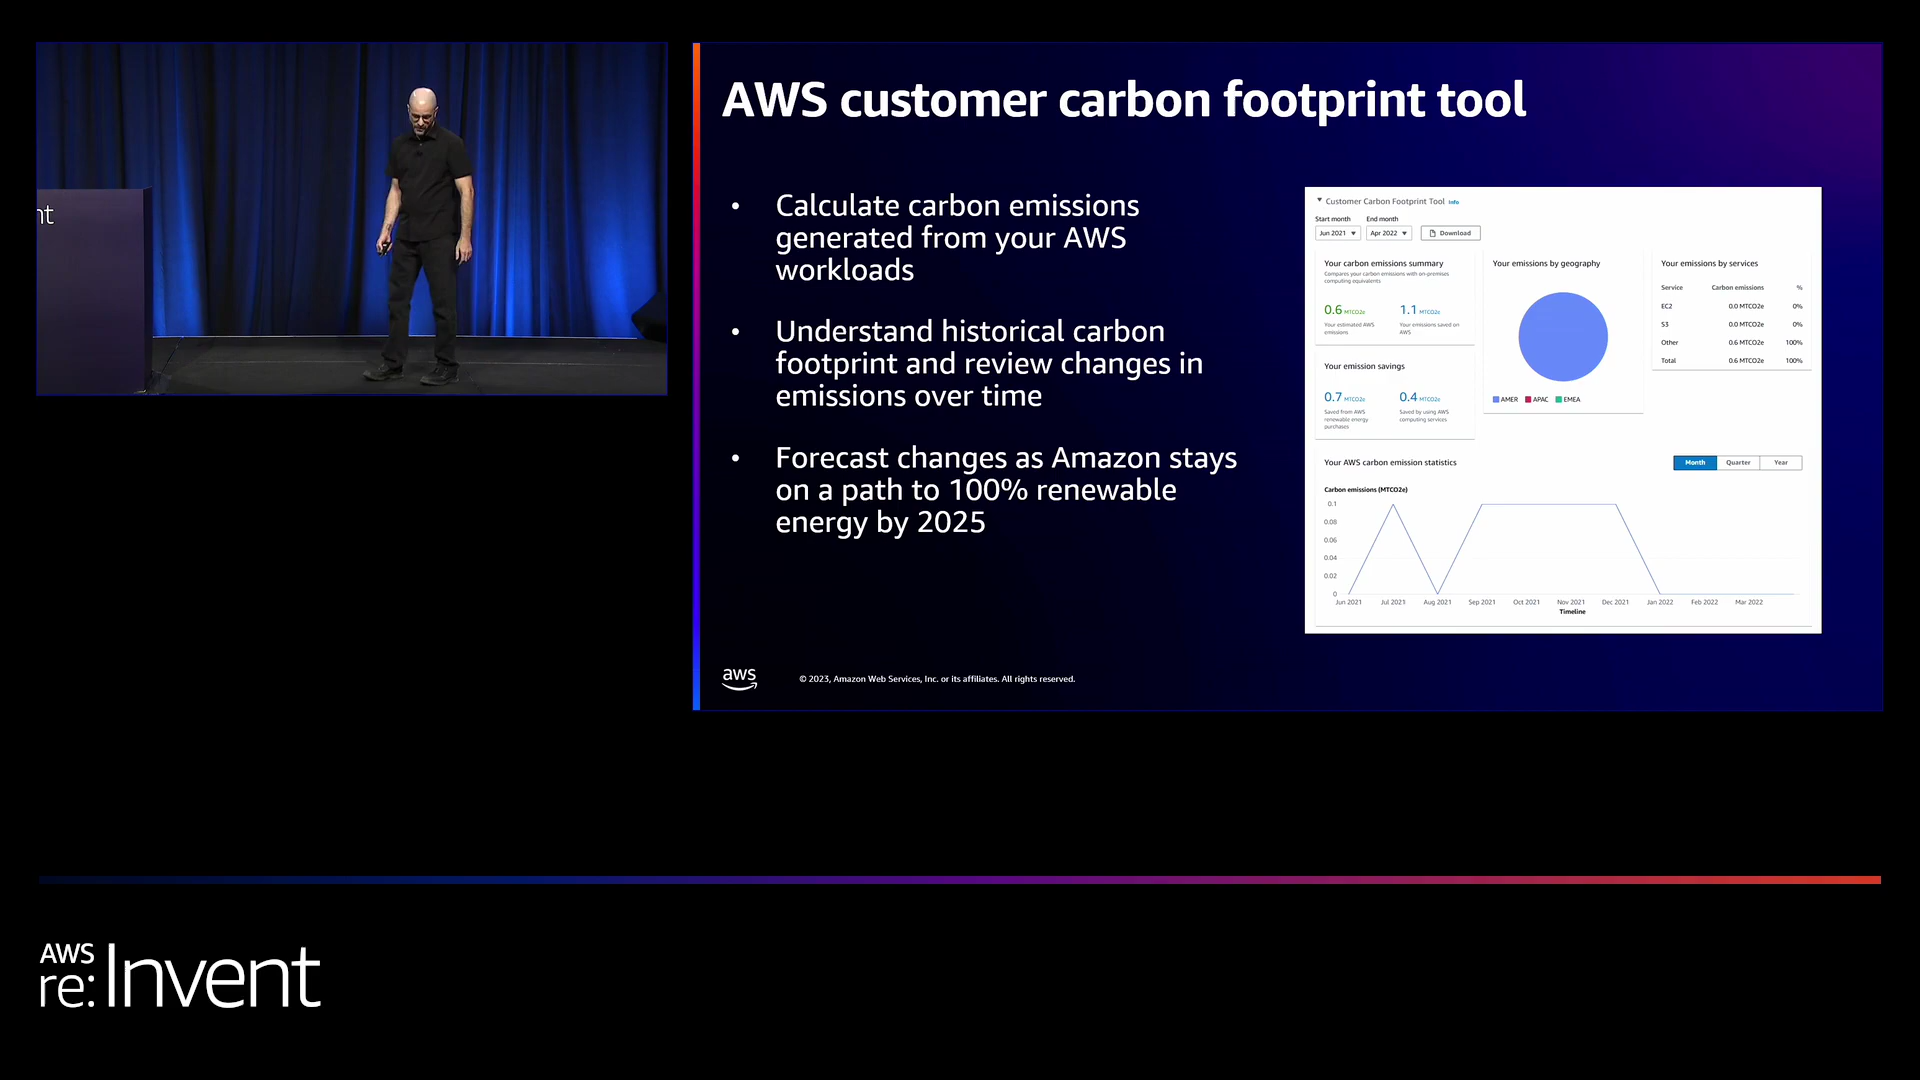 nt
AWS customer carbon footprint tool
• Calculate carbon emissions
generated from your AWS
workloads
• Understand historical carbon
footprint and review changes in
emissions over time
• Forecast changes as Amazon stays
on a path to 100% renewable
energy by 2025
Customer Carbon Footprint Tool Info
Start month End month
Jun 2021 Apr 2022 Download
Your carbon emissions summary
Compares your carbon emissions with on-premises
computing equivalents
0.6 MTCO2e 1.1 MTCO2e
Your estimated AWS
emissions
Your emissions saved on
AWS
Your emission savings
0.7 MTCO2e 0.4 MTCO2e
Saved from AWS
renewable energy
purchases
Saved by using AWS
computing services
Your emissions by geography
AMER APAC EMEA
Your emissions by services
Service Carbon emissions %
EC2 0.0 MTCO2e 0%
S3 0.0 MTCO2e 0%
Other 0.6 MTCO2e 100%
Total 0.6 MTCO2e 100%
Your AWS carbon emission statistics
Month Quarter Year
Carbon emissions (MTCO2e)
0.1
0.08
0.06
0.04
0.02
0
Jun 2021 Jul 2021 Aug 2021 Sep 2021 Oct 2021 Nov 2021 Dec 2021 Jan 2022 Feb 2022 Mar 2022
Timeline
aws
© 2023, Amazon Web Services, Inc. or its affiliates. All rights reserved.
AWS
re:Invent